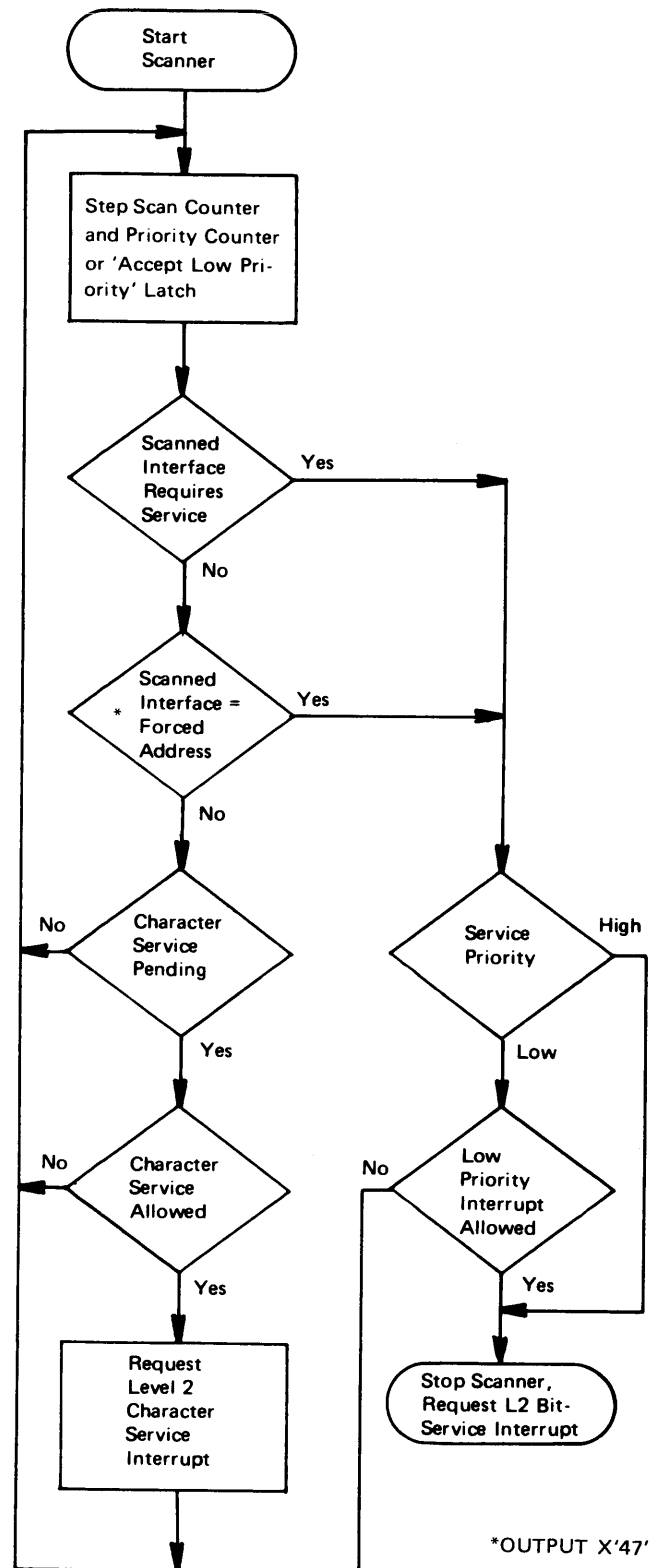 Start
Scanner
Step Scan Counter
and Priority Counter
or 'Accept Low Pri-
ority' Latch
Scanned
Interface
Requires
Service
Yes
No
Scanned
* Interface =
Forced
Address
Yes
No
Character
Service
Pending
No
Yes
Service
Priority
High
Low
Character
Service
Allowed
No
Yes
Low
Priority
Interrupt
Allowed
No
Yes
Request
Level 2
Character
Service
Interrupt
Stop Scanner,
Request L2 Bit-
Service Interrupt
*OUTPUT X'47'